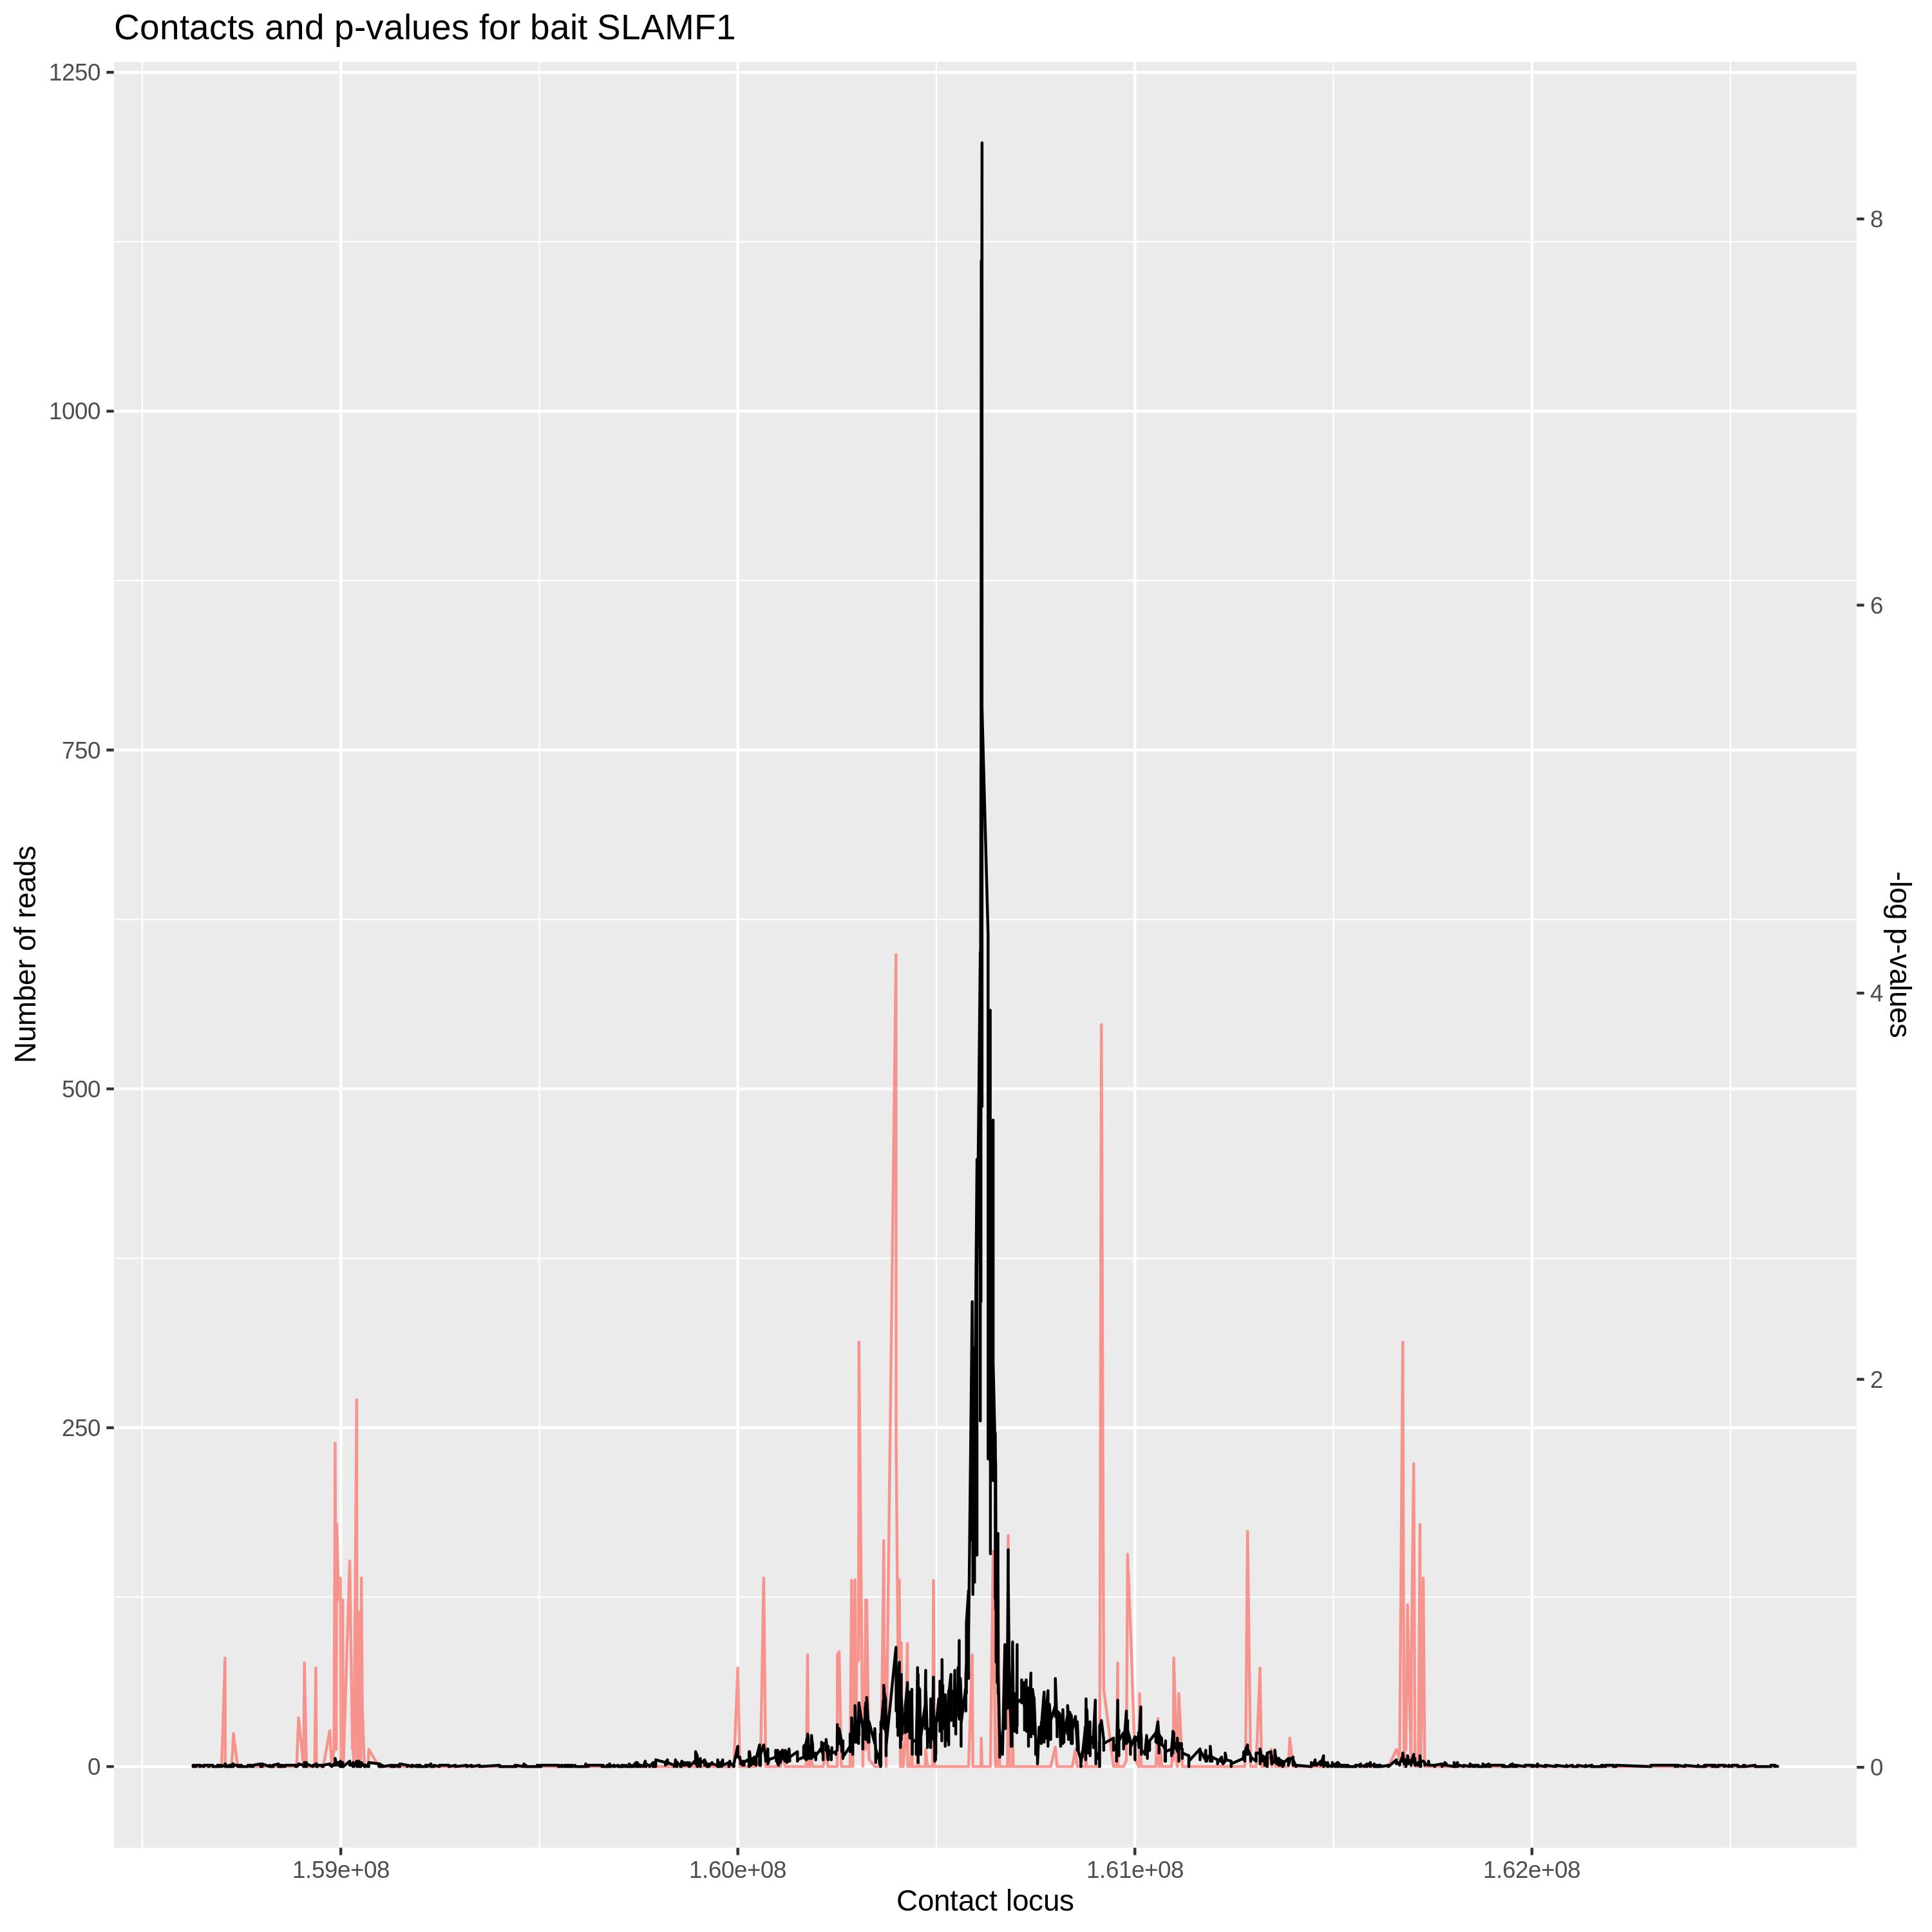 Contacts and p-values for bait SLAMF1
1250
1000
750
500
250
0
Number of reads
8
6
4
2
0
-log p-values
1.59e+08
1.60e+08
1.61e+08
1.62e+08
Contact locus